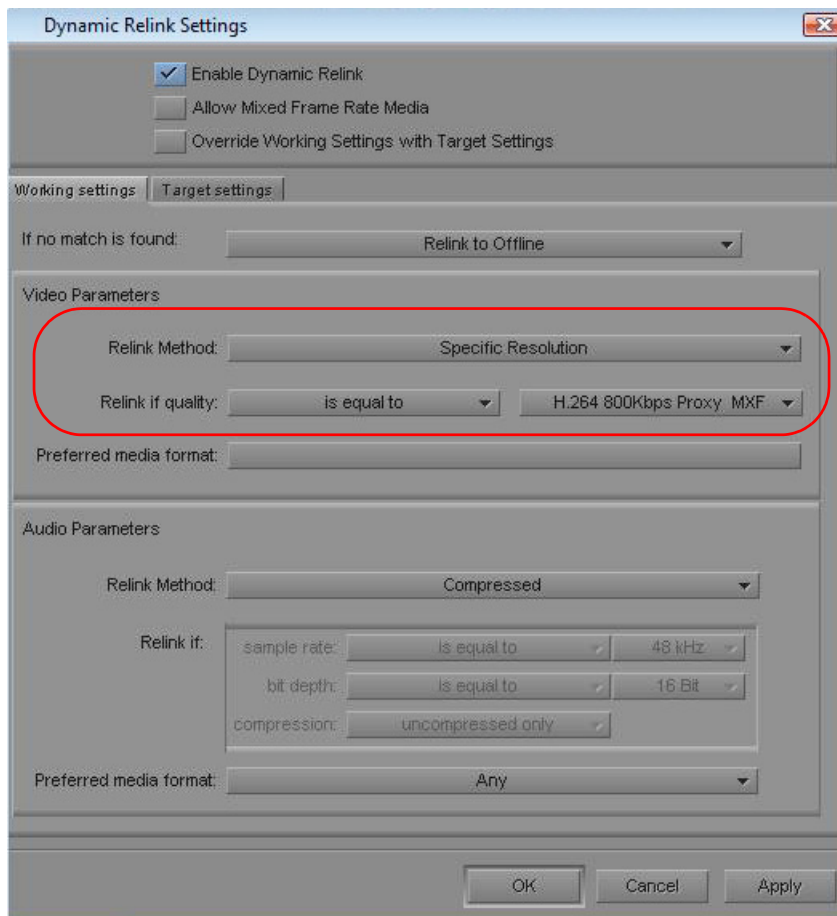 Dynamic Relink Settings
Enable Dynamic Relink
Allow Mixed Frame Rate Media
Override Working Settings with Target Settings
Working settings Target settings
If no match is found: Relink to Offline
Video Parameters
Relink Method: Specific Resolution
Relink if quality: is equal to H.264 800Kbps Proxy MXF
Preferred media format:
Audio Parameters
Relink Method: Compressed
Relink if: sample rate: is equal to 48 kHz
bit depth: is equal to 16 Bit
compression: uncompressed only
Preferred media format: Any
OK Cancel Apply